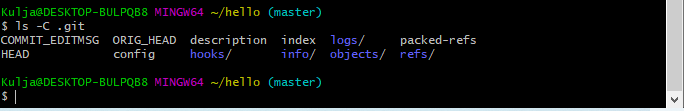 Kulja@DESKTOP-BULPQB8 MINGW64 ~/hello (master)
$ ls -C .git
COMMIT_EDITMSG ORIG_HEAD description index logs/ packed-refs
HEAD config hooks/ info/ objects/ refs/
Kulja@DESKTOP-BULPQB8 MINGW64 ~/hello (master)
$